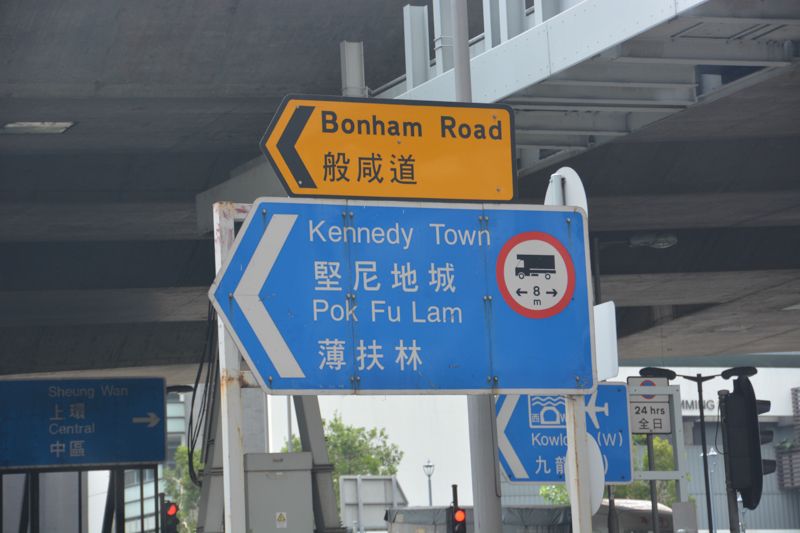 Bonham Road
般咸道
Kennedy Town
堅尼地城
Pok Fu Lam
薄扶林
8
m
Sheung Wan
上環
Central
中區
西
Kowloon (W)
九龍
24 hrs
全日